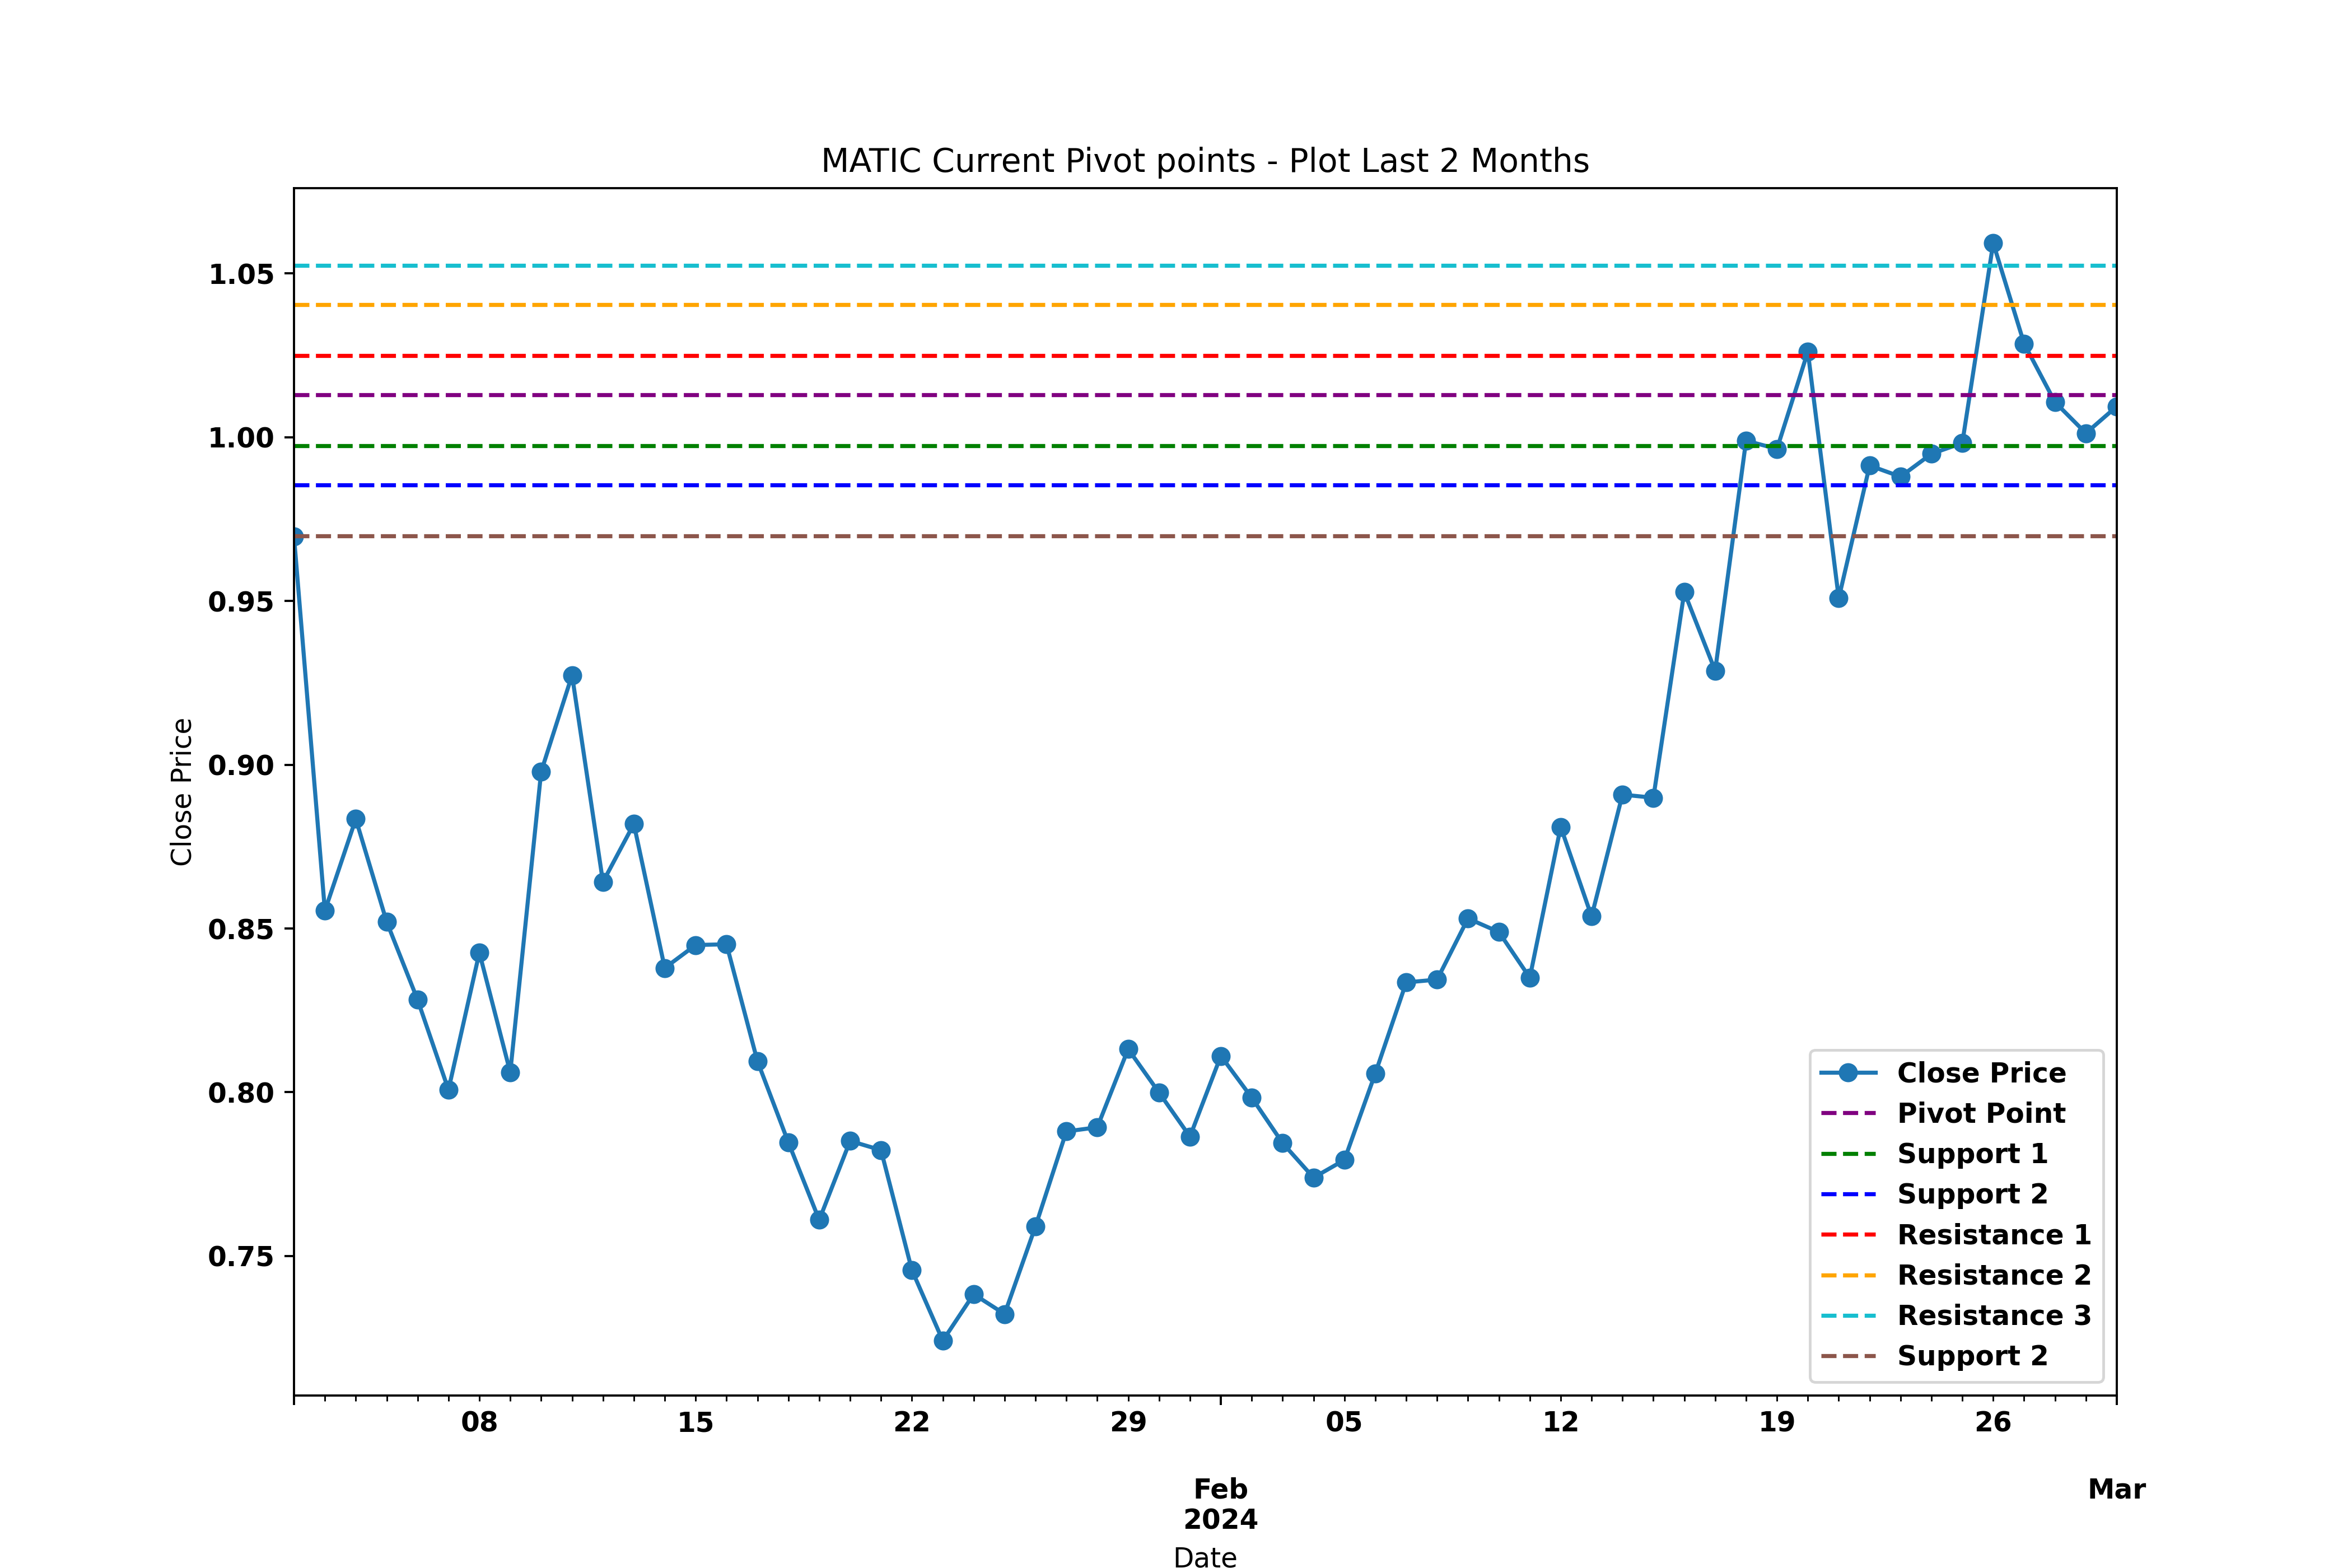 MATIC Current Pivot points - Plot Last 2 Months
1.05
1.00
0.95
0.90
0.85
0.80
0.75
Close Price
Close Price
Pivot Point
Support 1
Support 2
Resistance 1
Resistance 2
Resistance 3
Support 2
08 15 22 29 05 12 19 26
Feb Mar
2024
Date